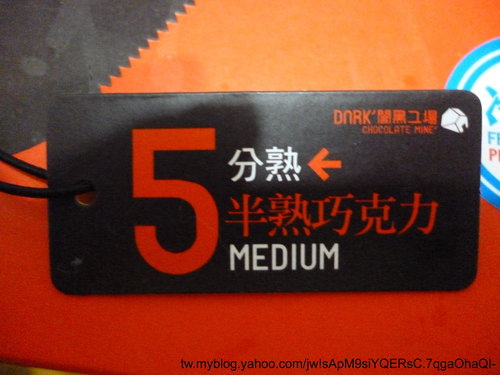 DARK' 闇黑工場
CHOCOLATE MINE
5 分熟 ←
半熟巧克力
MEDIUM
tw.myblog.yahoo.com/jwIsApM9siYQERsC.7qgaOhaQI-